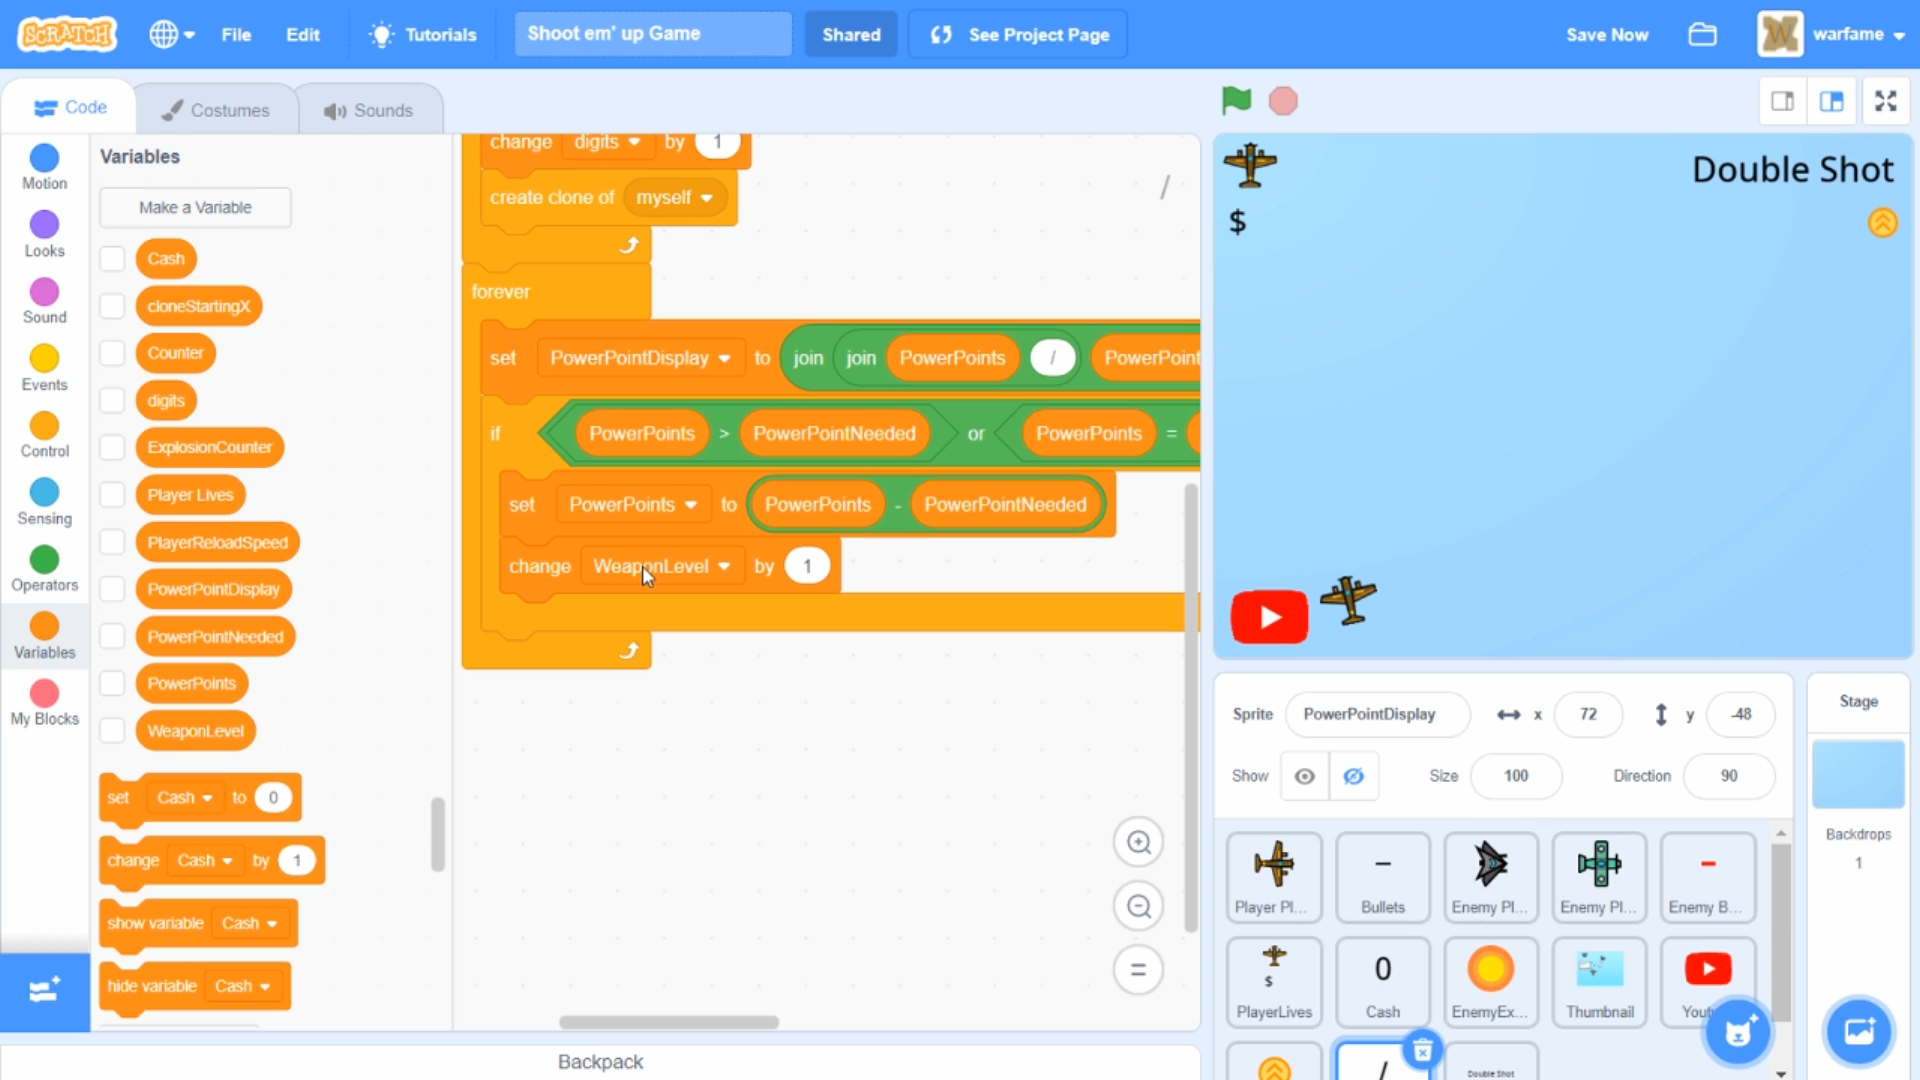 SCRATCH
File
Edit
Tutorials
Shoot em' up Game
Shared
See Project Page
Save Now
warfame
Code
Costumes
Sounds
Motion
Looks
Sound
Events
Control
Sensing
Operators
Variables
My Blocks
Variables
Make a Variable
Cash
cloneStartingX
Counter
digits
ExplosionCounter
Player Lives
PlayerReloadSpeed
PowerPointDisplay
PowerPointNeeded
PowerPoints
WeaponLevel
set Cash to 0
change Cash by 1
show variable Cash
hide variable Cash
change digits by 1
create clone of myself
forever
set PowerPointDisplay to join join PowerPoints / PowerPoint
if PowerPoints > PowerPointNeeded or PowerPoints =
set PowerPoints to PowerPoints - PowerPointNeeded
change WeaponLevel by 1
/
Backpack
Double Shot
$
Sprite PowerPointDisplay x 72 y -48
Show Size 100 Direction 90
Player Pl...
Bullets
Enemy Pl...
Enemy Pl...
Enemy B...
$
PlayerLives
0
Cash
EnemyEx...
Thumbnail
Yout
/
Double Shot
Stage
Backdrops
1